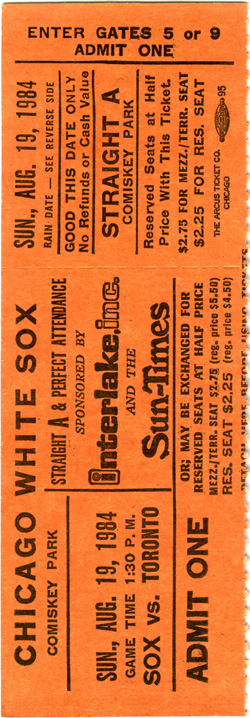 ENTER GATES 5 or 9
ADMIT ONE
SUN., AUG. 19, 1984
RAIN DATE — SEE REVERSE SIDE
GOOD THIS DATE ONLY
No Refunds or Cash Value
STRAIGHT A
COMISKEY PARK
Reserved Seats at Half
Price With This Ticket.
$2.75 FOR MEZZ./TERR. SEAT
$2.25 FOR RES. SEAT
THE ARCUS TICKET CO.
CHICAGO
95
CHICAGO WHITE SOX
COMISKEY PARK
STRAIGHT A & PERFECT ATTENDANCE
SPONSORED BY
interlake,inc.
AND THE
Sun-Times
SUN., AUG. 19, 1984
GAME TIME 1:30 P. M.
SOX vs. TORONTO
OR; MAY BE EXCHANGED FOR
RESERVED SEATS AT HALF PRICE
MEZZ./TERR. SEAT $2.75 (reg. price $5.50)
RES. SEAT $2.25 (reg. price $4.50)
ADMIT ONE